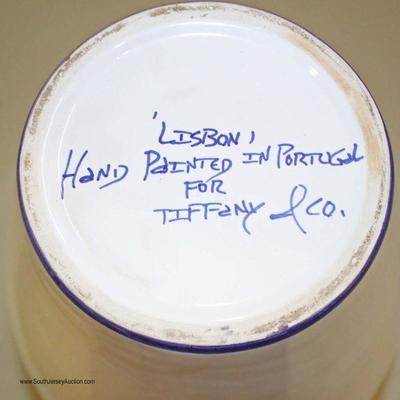 'LISBON'
HAND PAINTED IN PORTUGAL
FOR
TIFFANY & CO.
www.SouthJerseyAuction.com